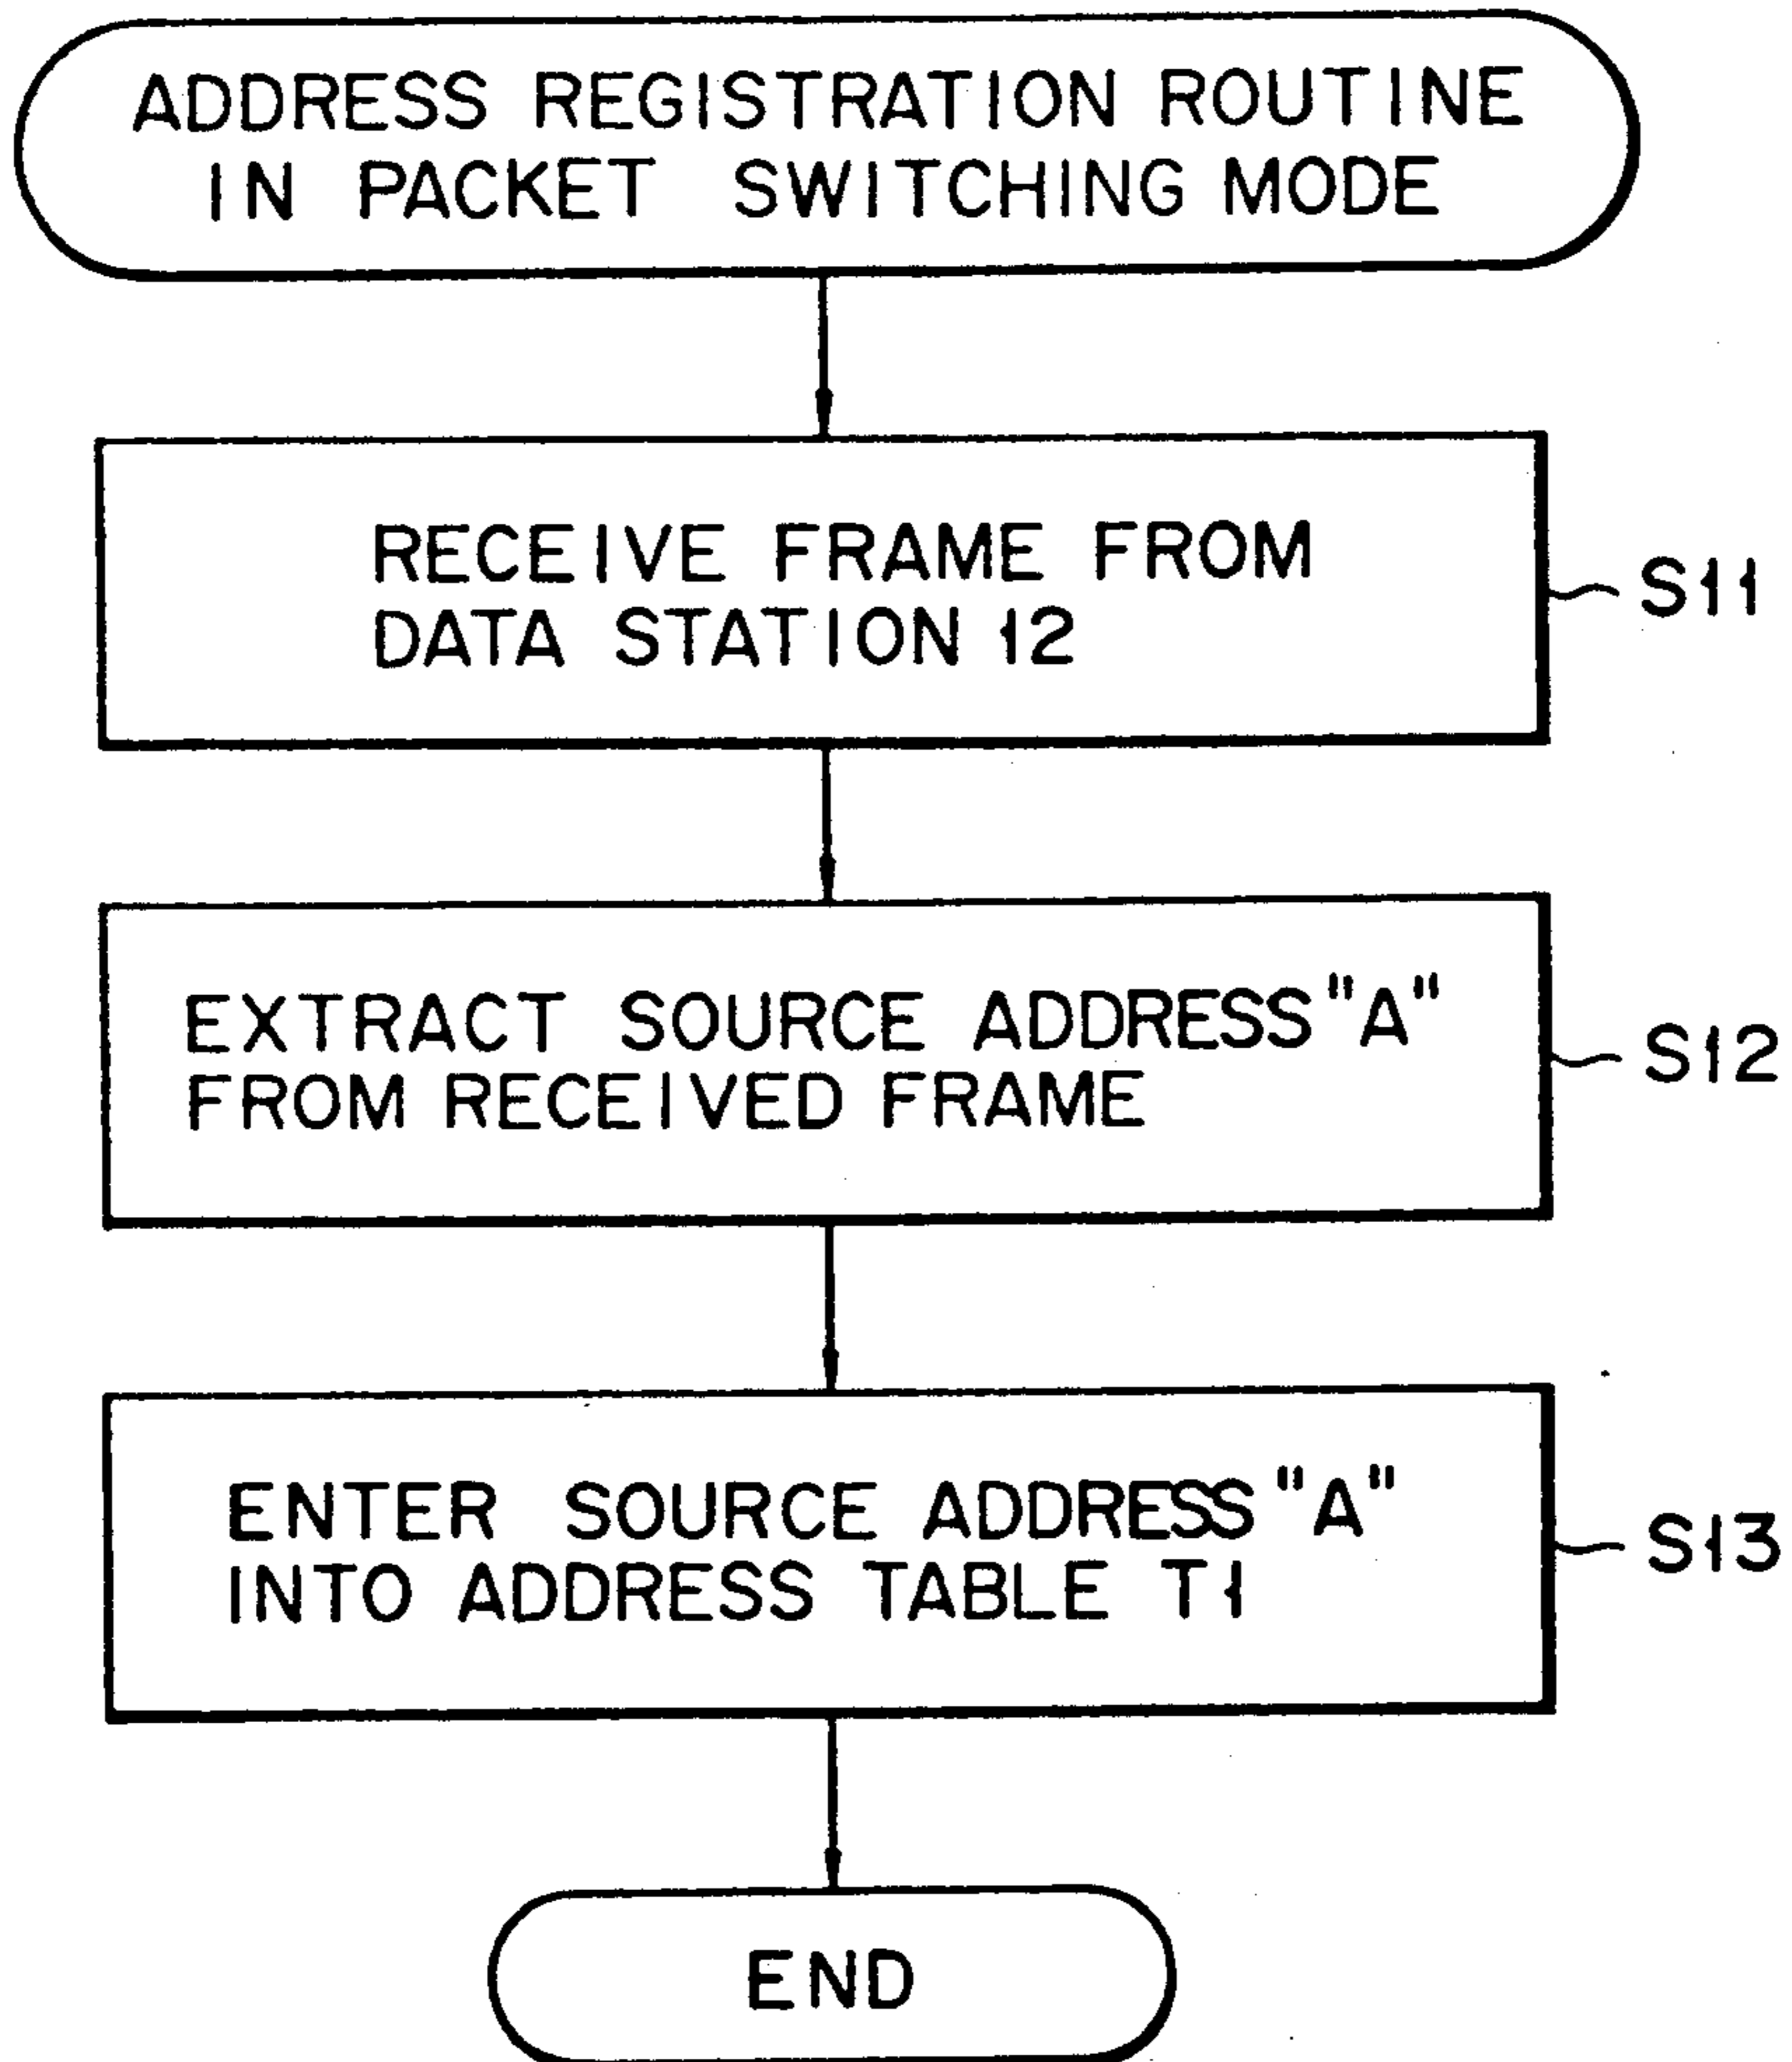 ADDRESS REGISTRATION ROUTINE
IN PACKET SWITCHING MODE
RECEIVE FRAME FROM
DATA STATION 12
S11
EXTRACT SOURCE ADDRESS "A"
FROM RECEIVED FRAME
S12
ENTER SOURCE ADDRESS "A"
INTO ADDRESS TABLE T1
S13
END